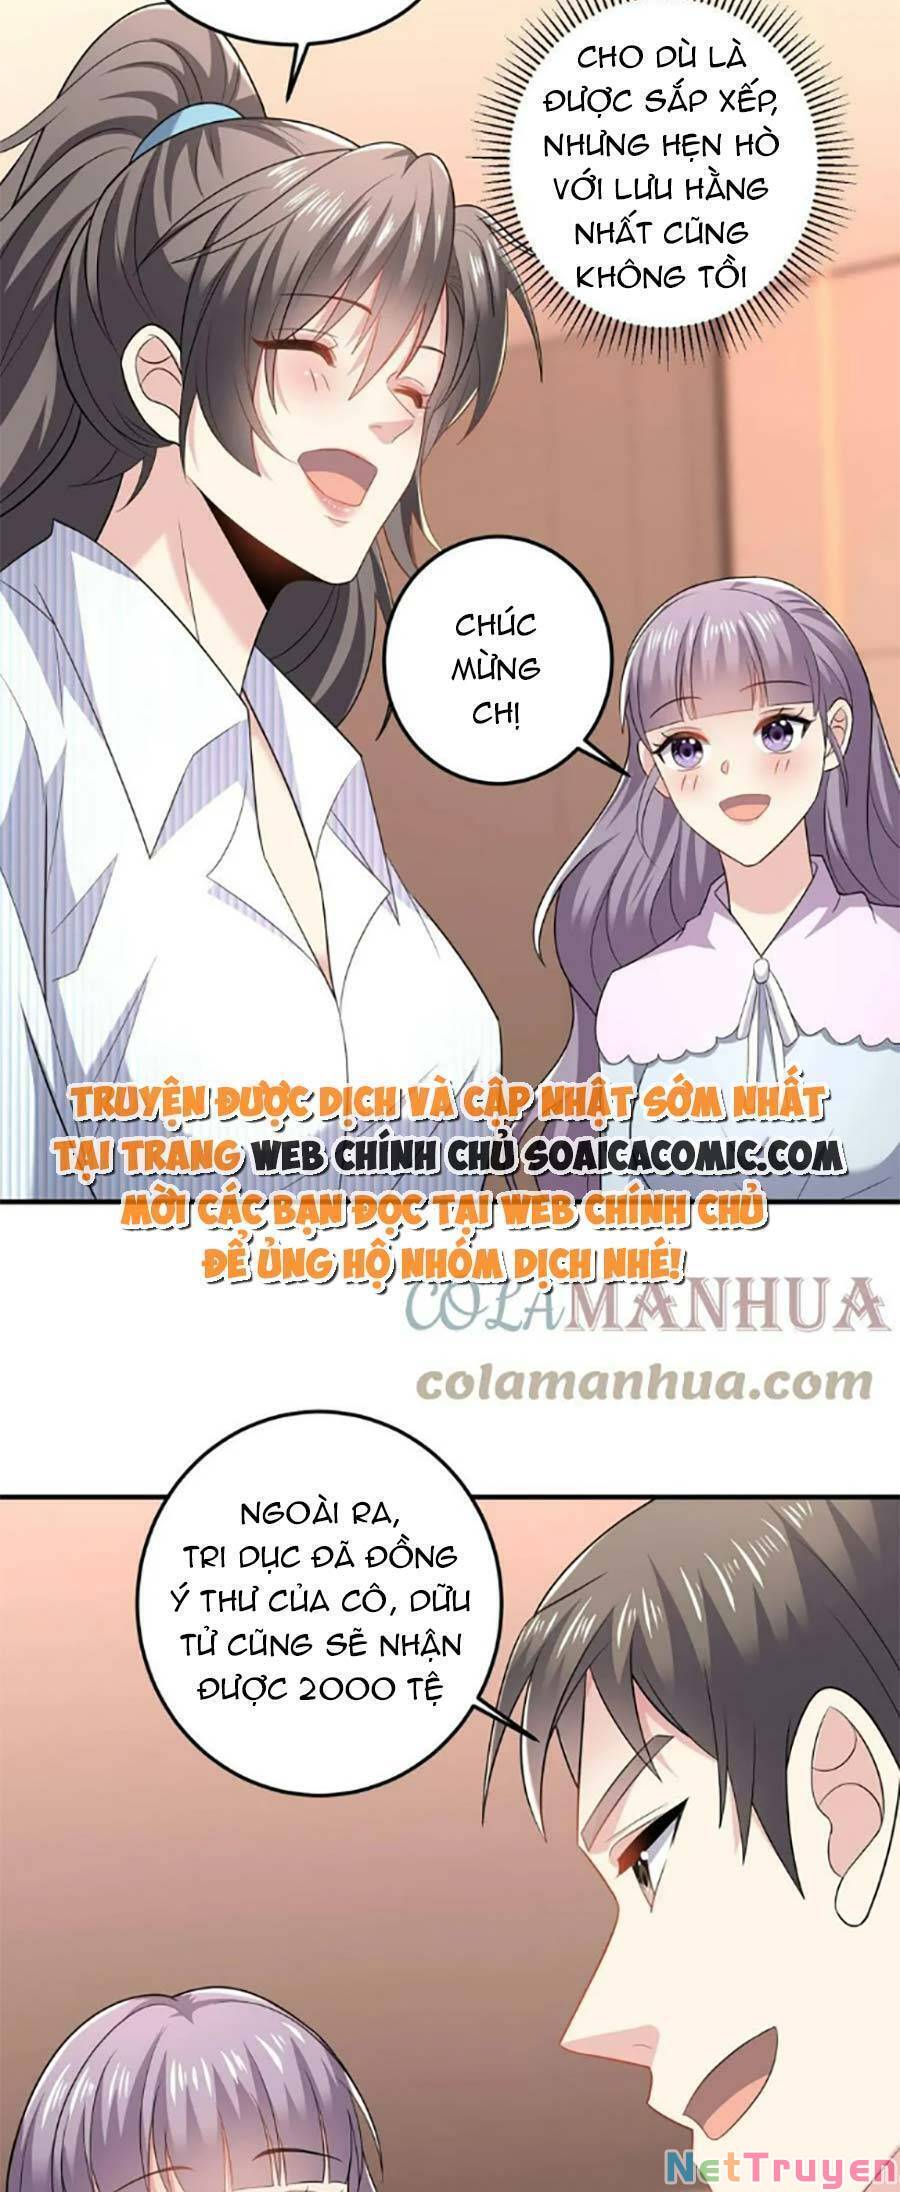 CHO DÙ LÀ
ĐƯỢC SẮP XẾP,
NHƯNG HẸN HÒ
VỚI LƯU HẰNG
NHẤT CŨNG
KHÔNG TỒI
CHÚC
MỪNG
CHỊ
TRUYỆN ĐƯỢC DỊCH VÀ CẬP NHẬT SỚM NHẤT
TẠI TRANG WEB CHÍNH CHỦ SOAICACOMIC.COM
MỜI CÁC BẠN ĐỌC TẠI WEB CHÍNH CHỦ
ĐỂ ỦNG HỘ NHÓM DỊCH NHÉ!
COLAMANHUA
colamanhua.com
NGOÀI RA,
TRI DỤC ĐÃ ĐỒNG
Ý THƯ CỦA CÔ, DỮU
TỬ CŨNG SẼ NHẬN
ĐƯỢC 2000 TỆ
NetTruyen